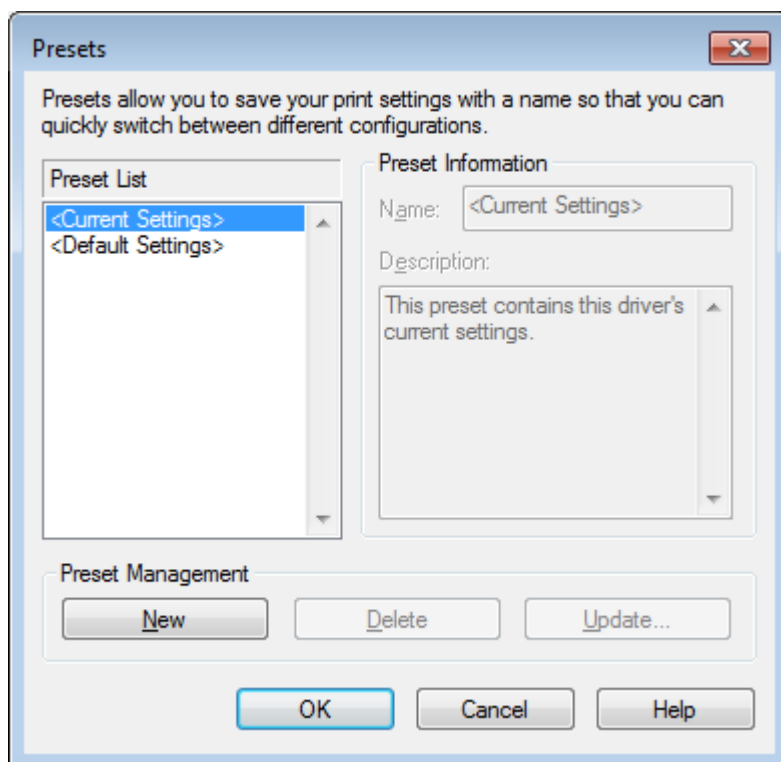 Presets
Presets allow you to save your print settings with a name so that you can
quickly switch between different configurations.
Preset List
<Current Settings>
<Default Settings>
Preset Information
Name: <Current Settings>
Description:
This preset contains this driver's
current settings.
Preset Management
New Delete Update...
OK Cancel Help